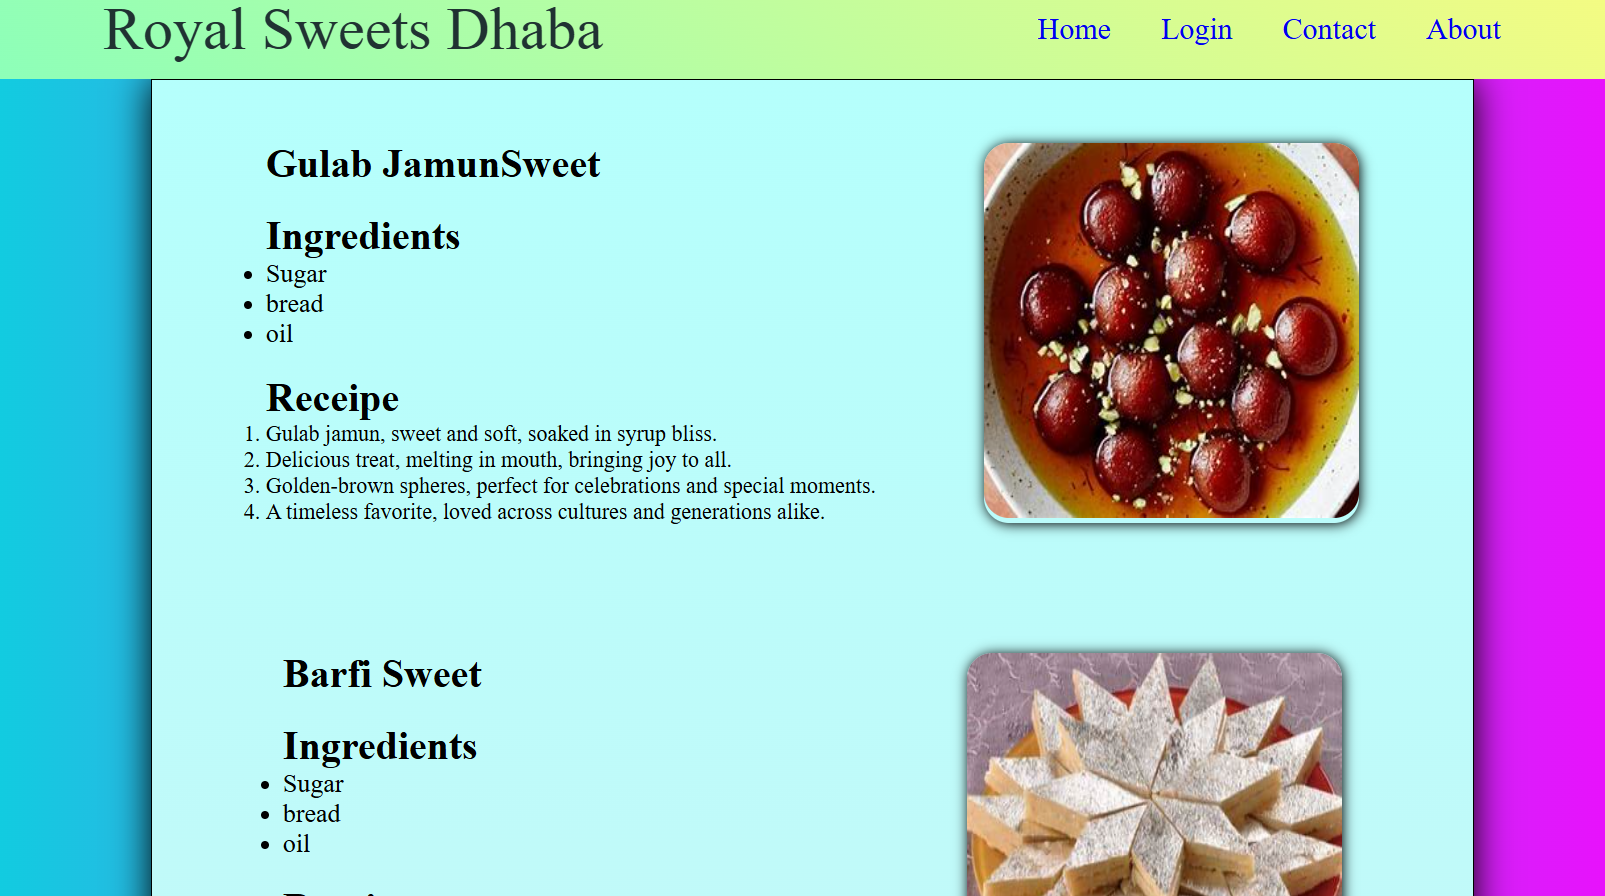 Royal Sweets Dhaba
Home Login Contact About
Gulab JamunSweet
Ingredients
• Sugar
• bread
• oil
Receipe
1. Gulab jamun, sweet and soft, soaked in syrup bliss.
2. Delicious treat, melting in mouth, bringing joy to all.
3. Golden-brown spheres, perfect for celebrations and special moments.
4. A timeless favorite, loved across cultures and generations alike.
Barfi Sweet
Ingredients
• Sugar
• bread
• oil